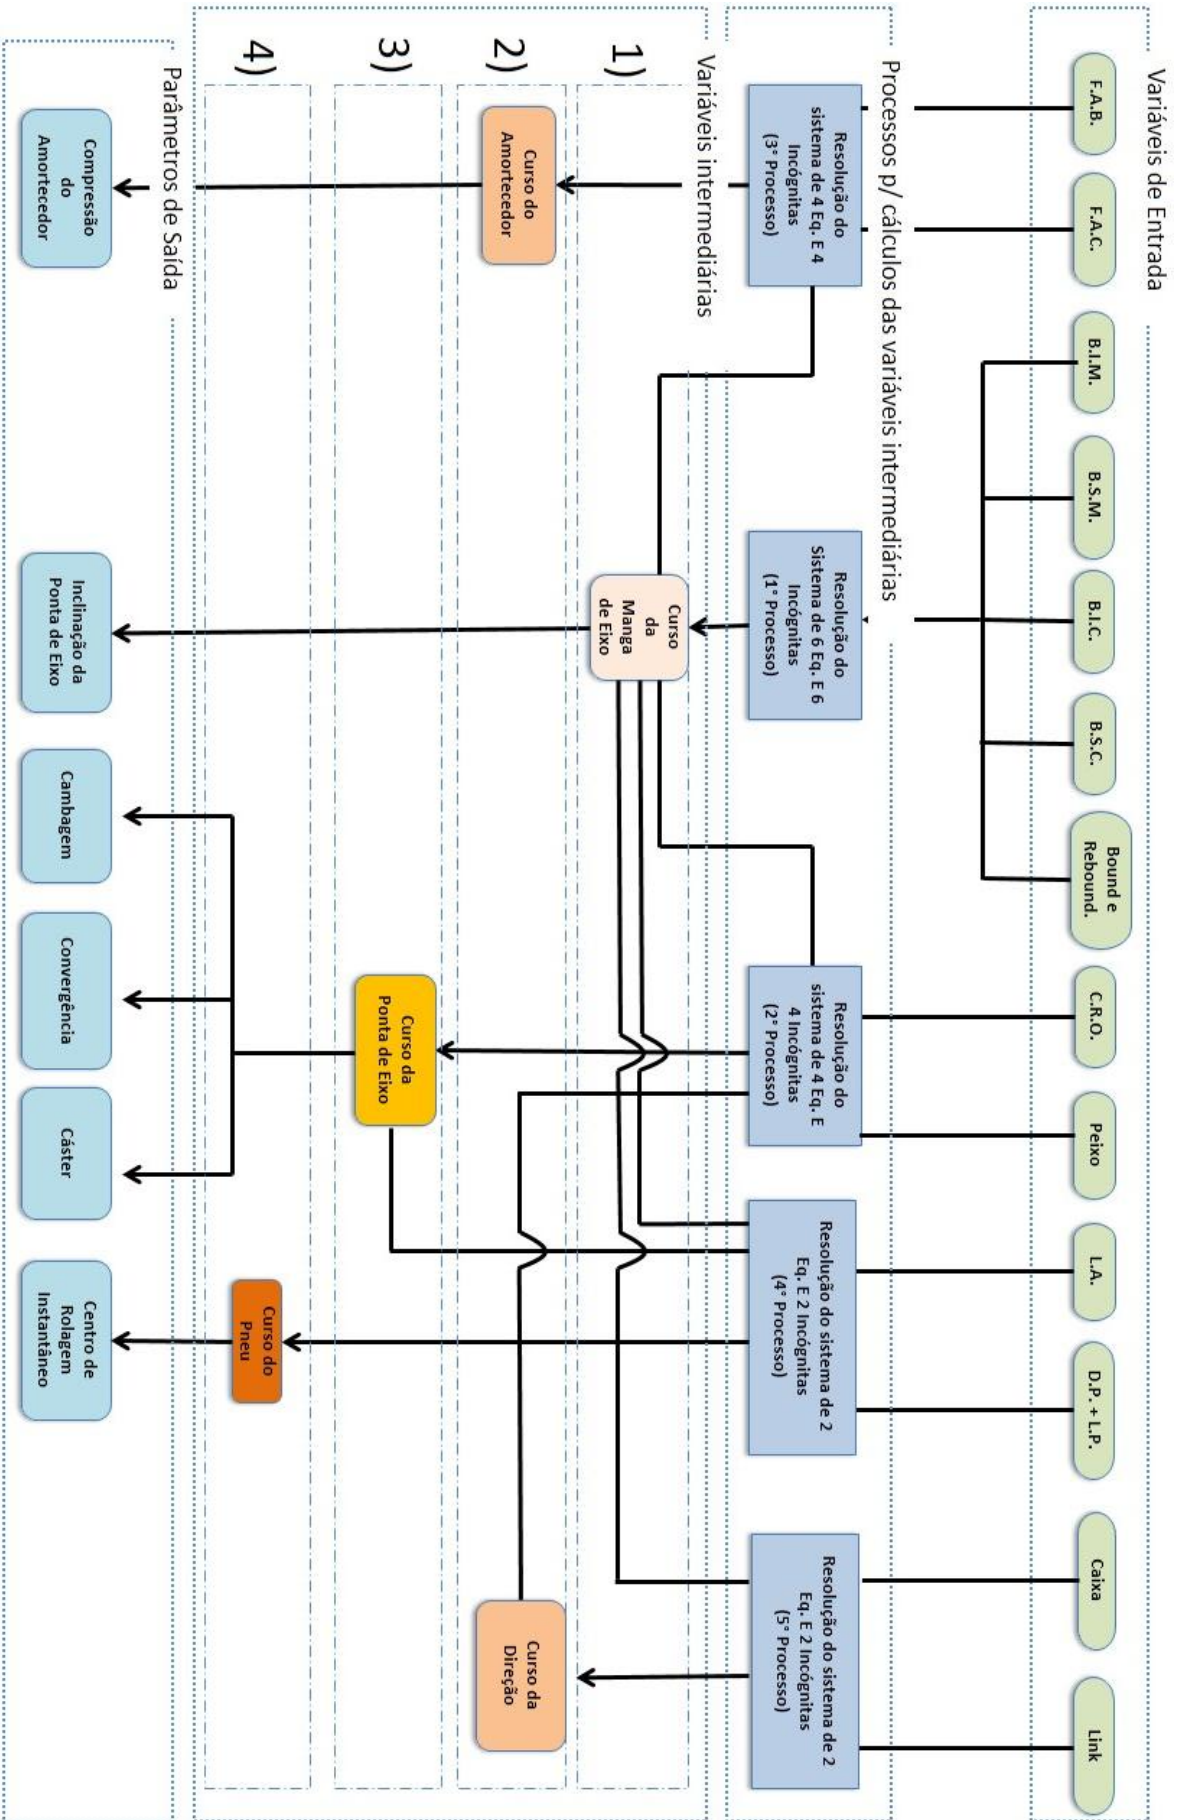 Variáveis de Entrada
F.A.B.
F.A.C.
B.I.M.
B.S.M.
B.I.C.
B.S.C.
Bound e
Rebound.
C.R.O.
Peixo
L.A.
D.P. + L.P.
Caixa
Link
Processos p/ cálculos das variáveis intermediárias
Resolução do
sistema de 4 Eq. E 4
Incógnitas
(3° Processo)
Resolução do
Sistema de 6 Eq. E 6
Incógnitas
(1° Processo)
Resolução do
sistema de 4 Eq. E
4 Incógnitas
(2° Processo)
Resolução do sistema de 2
Eq. E 2 Incógnitas
(4° Processo)
Resolução do sistema de 2
Eq. E 2 Incógnitas
(5° Processo)
Variáveis intermediárias
1)
Curso
da
Manga
de Eixo
2)
Curso do
Amortecedor
Curso da
Direção
3)
Curso da
Ponta de Eixo
4)
Curso do
Pneu
Parâmetros de Saída
Compressão
do
Amortecedor
Inclinação da
Ponta de Eixo
Cambagem
Convergência
Cáster
Centro de
Rolagem
Instantâneo